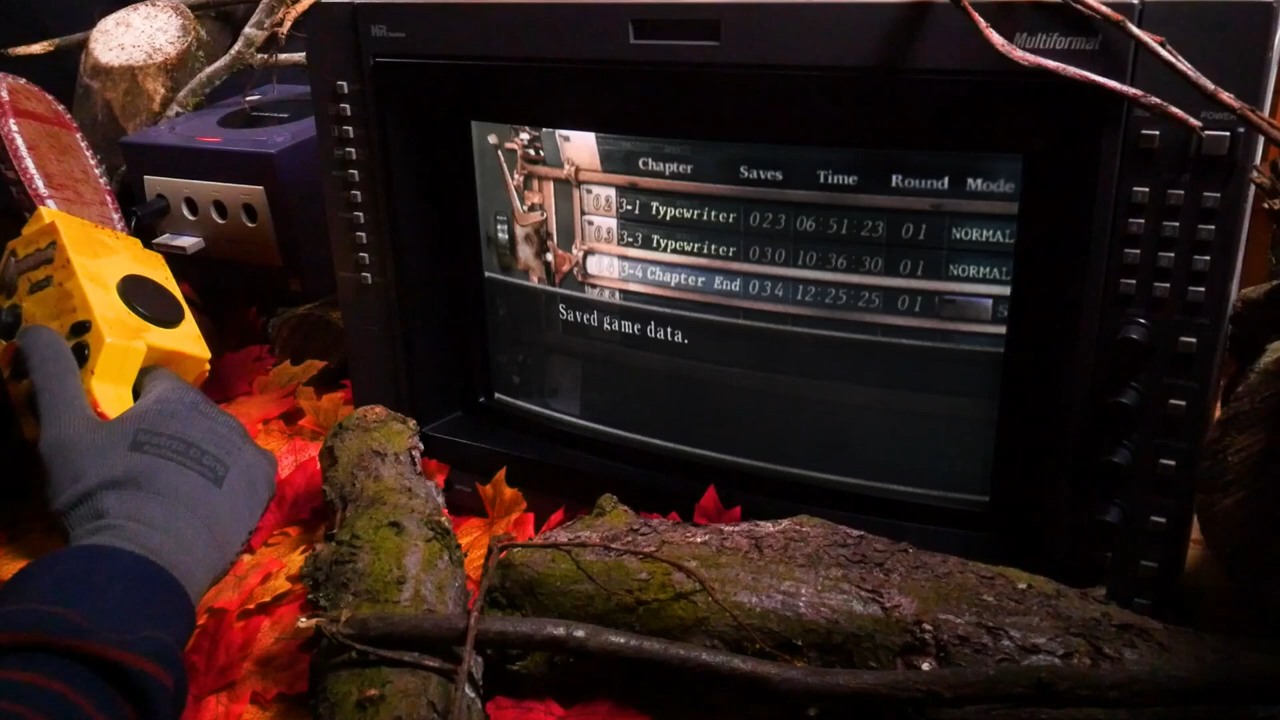 HR
Multiformat
POWER
Chapter Saves Time Round Mode
02 3-1 Typewriter 023 06:51:23 01 NORMAL
03 3-3 Typewriter 030 10:36:30 01 NORMAL
3-4 Chapter End 034 12:25:25 01
Saved game data.